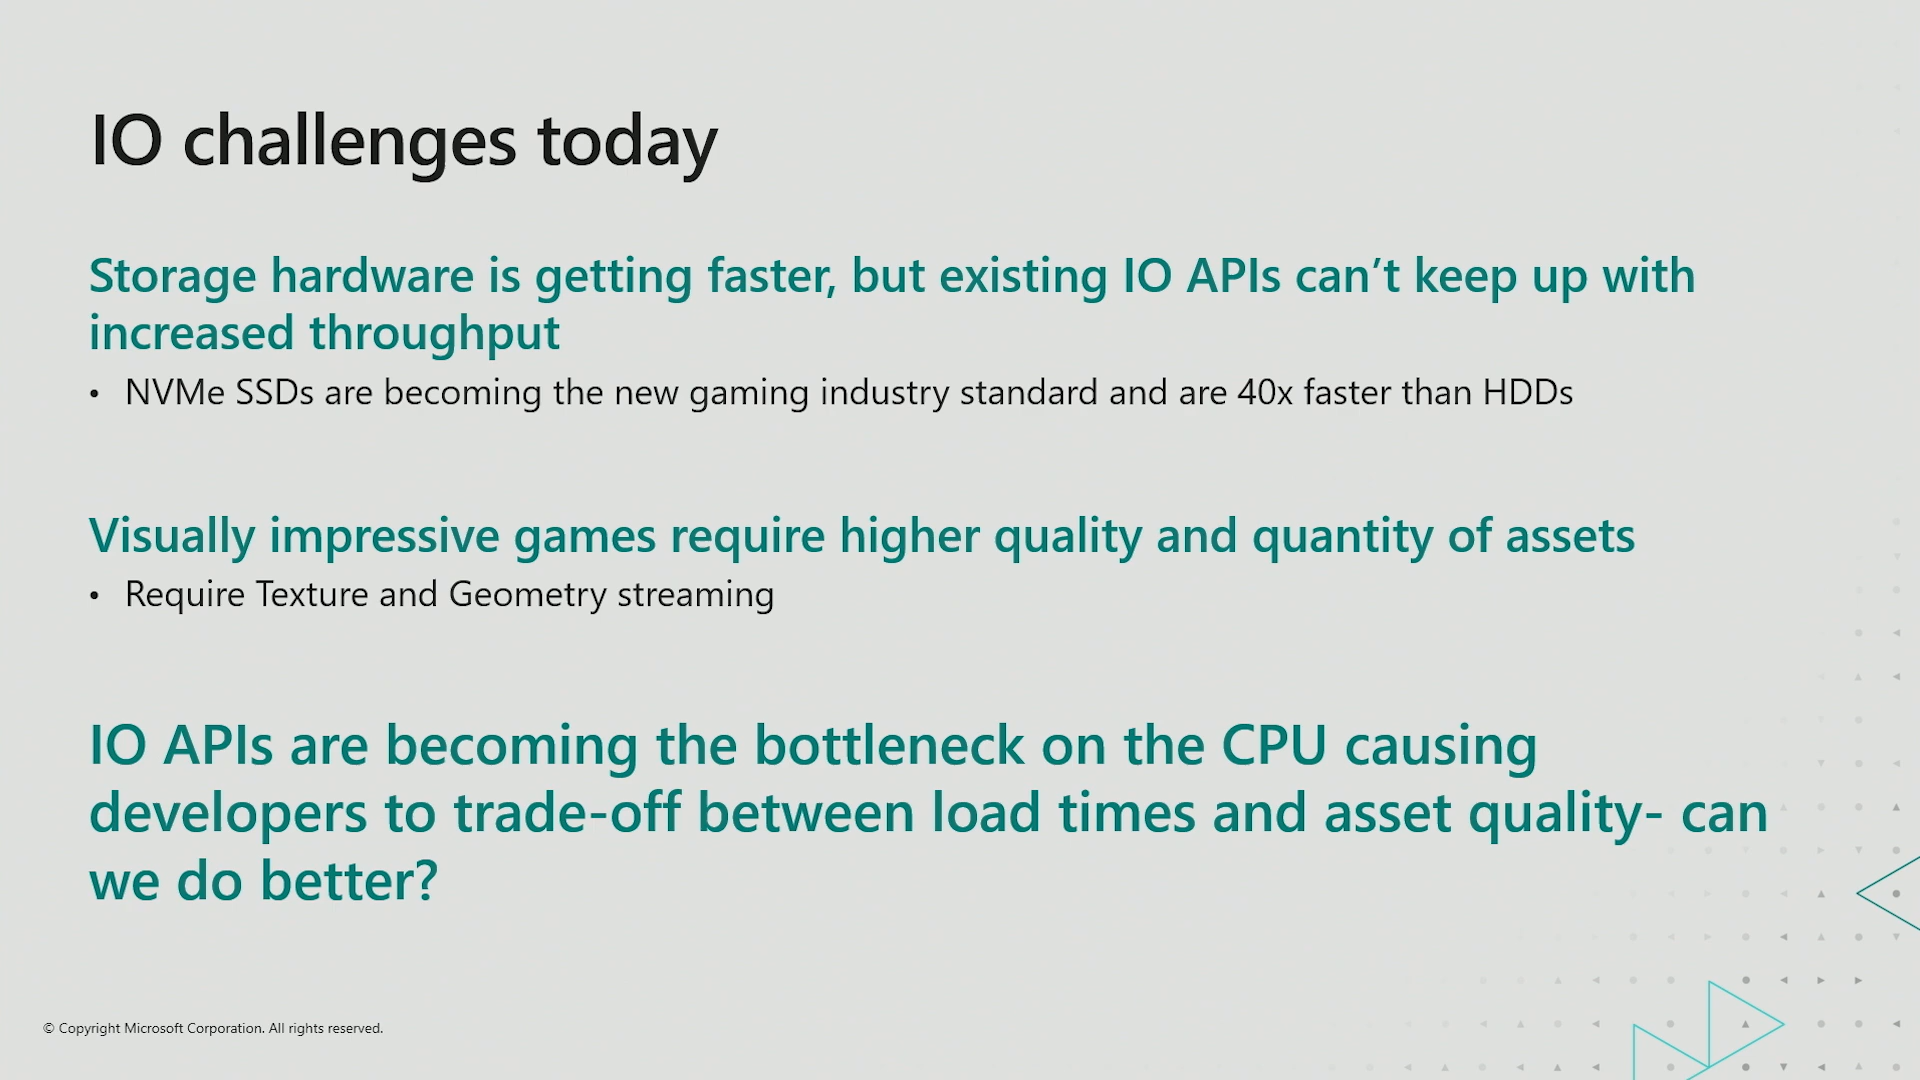 IO challenges today
Storage hardware is getting faster, but existing IO APIs can’t keep up with
increased throughput
• NVMe SSDs are becoming the new gaming industry standard and are 40x faster than HDDs
Visually impressive games require higher quality and quantity of assets
• Require Texture and Geometry streaming
IO APIs are becoming the bottleneck on the CPU causing
developers to trade-off between load times and asset quality- can
we do better?
© Copyright Microsoft Corporation. All rights reserved.